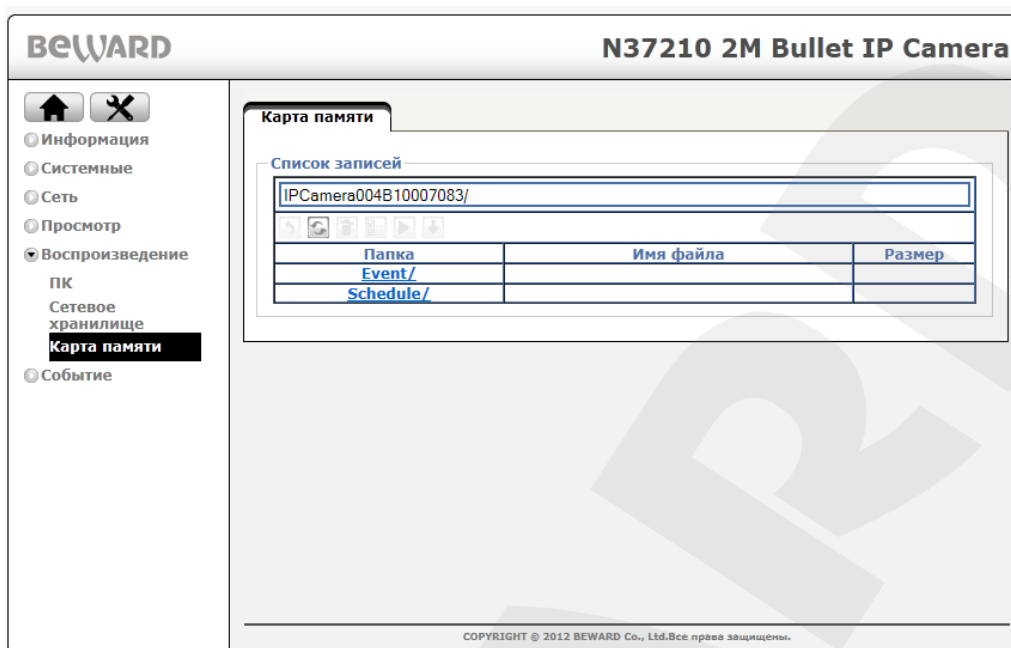 BEWARD
N37210 2M Bullet IP Camera
Информация
Системные
Сеть
Просмотр
Воспроизведение
ПК
Сетевое
хранилище
Карта памяти
Событие
Карта памяти
Список записей
IPCamera004B10007083/
Папка Имя файла Размер
Event/
Schedule/
COPYRIGHT © 2012 BEWARD Co., Ltd.Все права защищены.